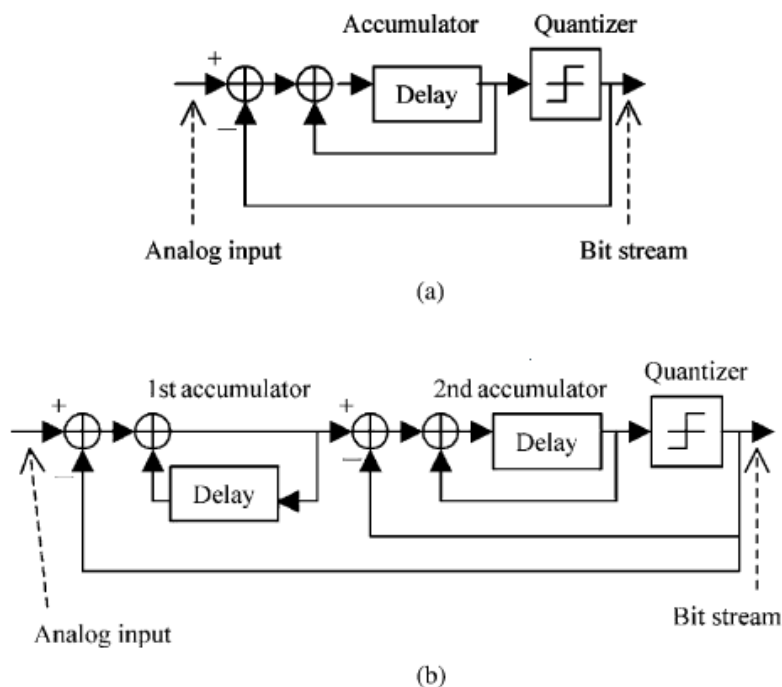 Accumulator Quantizer
+
Delay
−
Analog input Bit stream
(a)
Quantizer
1st accumulator 2nd accumulator
+ +
Delay
− −
Delay
Analog input Bit stream
(b)